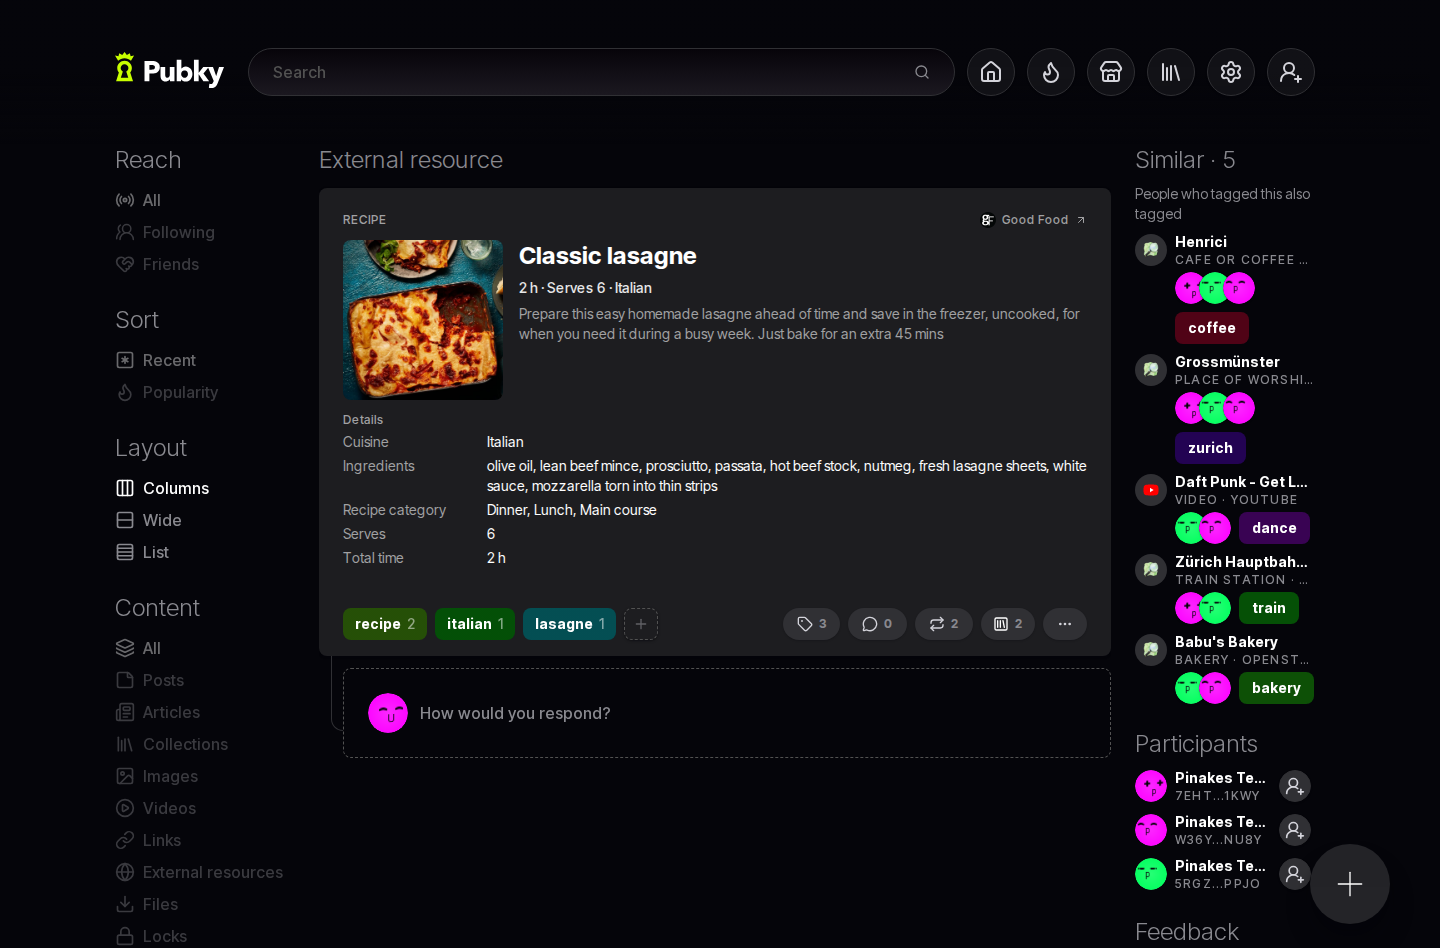 Pubky
Search
Reach
All
Following
Friends
Sort
Recent
Popularity
Layout
Columns
Wide
List
Content
All
Posts
Articles
Collections
Images
Videos
Links
External resources
Files
Locks
External resource
RECIPE
GF Good Food
Classic lasagne
2 h · Serves 6 · Italian
Prepare this easy homemade lasagne ahead of time and save in the freezer, uncooked, for
when you need it during a busy week. Just bake for an extra 45 mins
Details
Cuisine Italian
Ingredients olive oil, lean beef mince, prosciutto, passata, hot beef stock, nutmeg, fresh lasagne sheets, white
sauce, mozzarella torn into thin strips
Recipe category Dinner, Lunch, Main course
Serves 6
Total time 2 h
recipe 2 italian 1 lasagne 1 3 0 2 2
How would you respond?
Similar · 5
People who tagged this also
tagged
Henrici
CAFE OR COFFEE ...
coffee
Grossmünster
PLACE OF WORSHI...
zurich
Daft Punk - Get L...
VIDEO · YOUTUBE
dance
Zürich Hauptbah...
TRAIN STATION · ...
train
Babu's Bakery
BAKERY · OPENST...
bakery
Participants
Pinakes Te...
7EHT...1KWY
Pinakes Te...
W36Y...NU8Y
Pinakes Te...
5RGZ...PPJO
Feedback